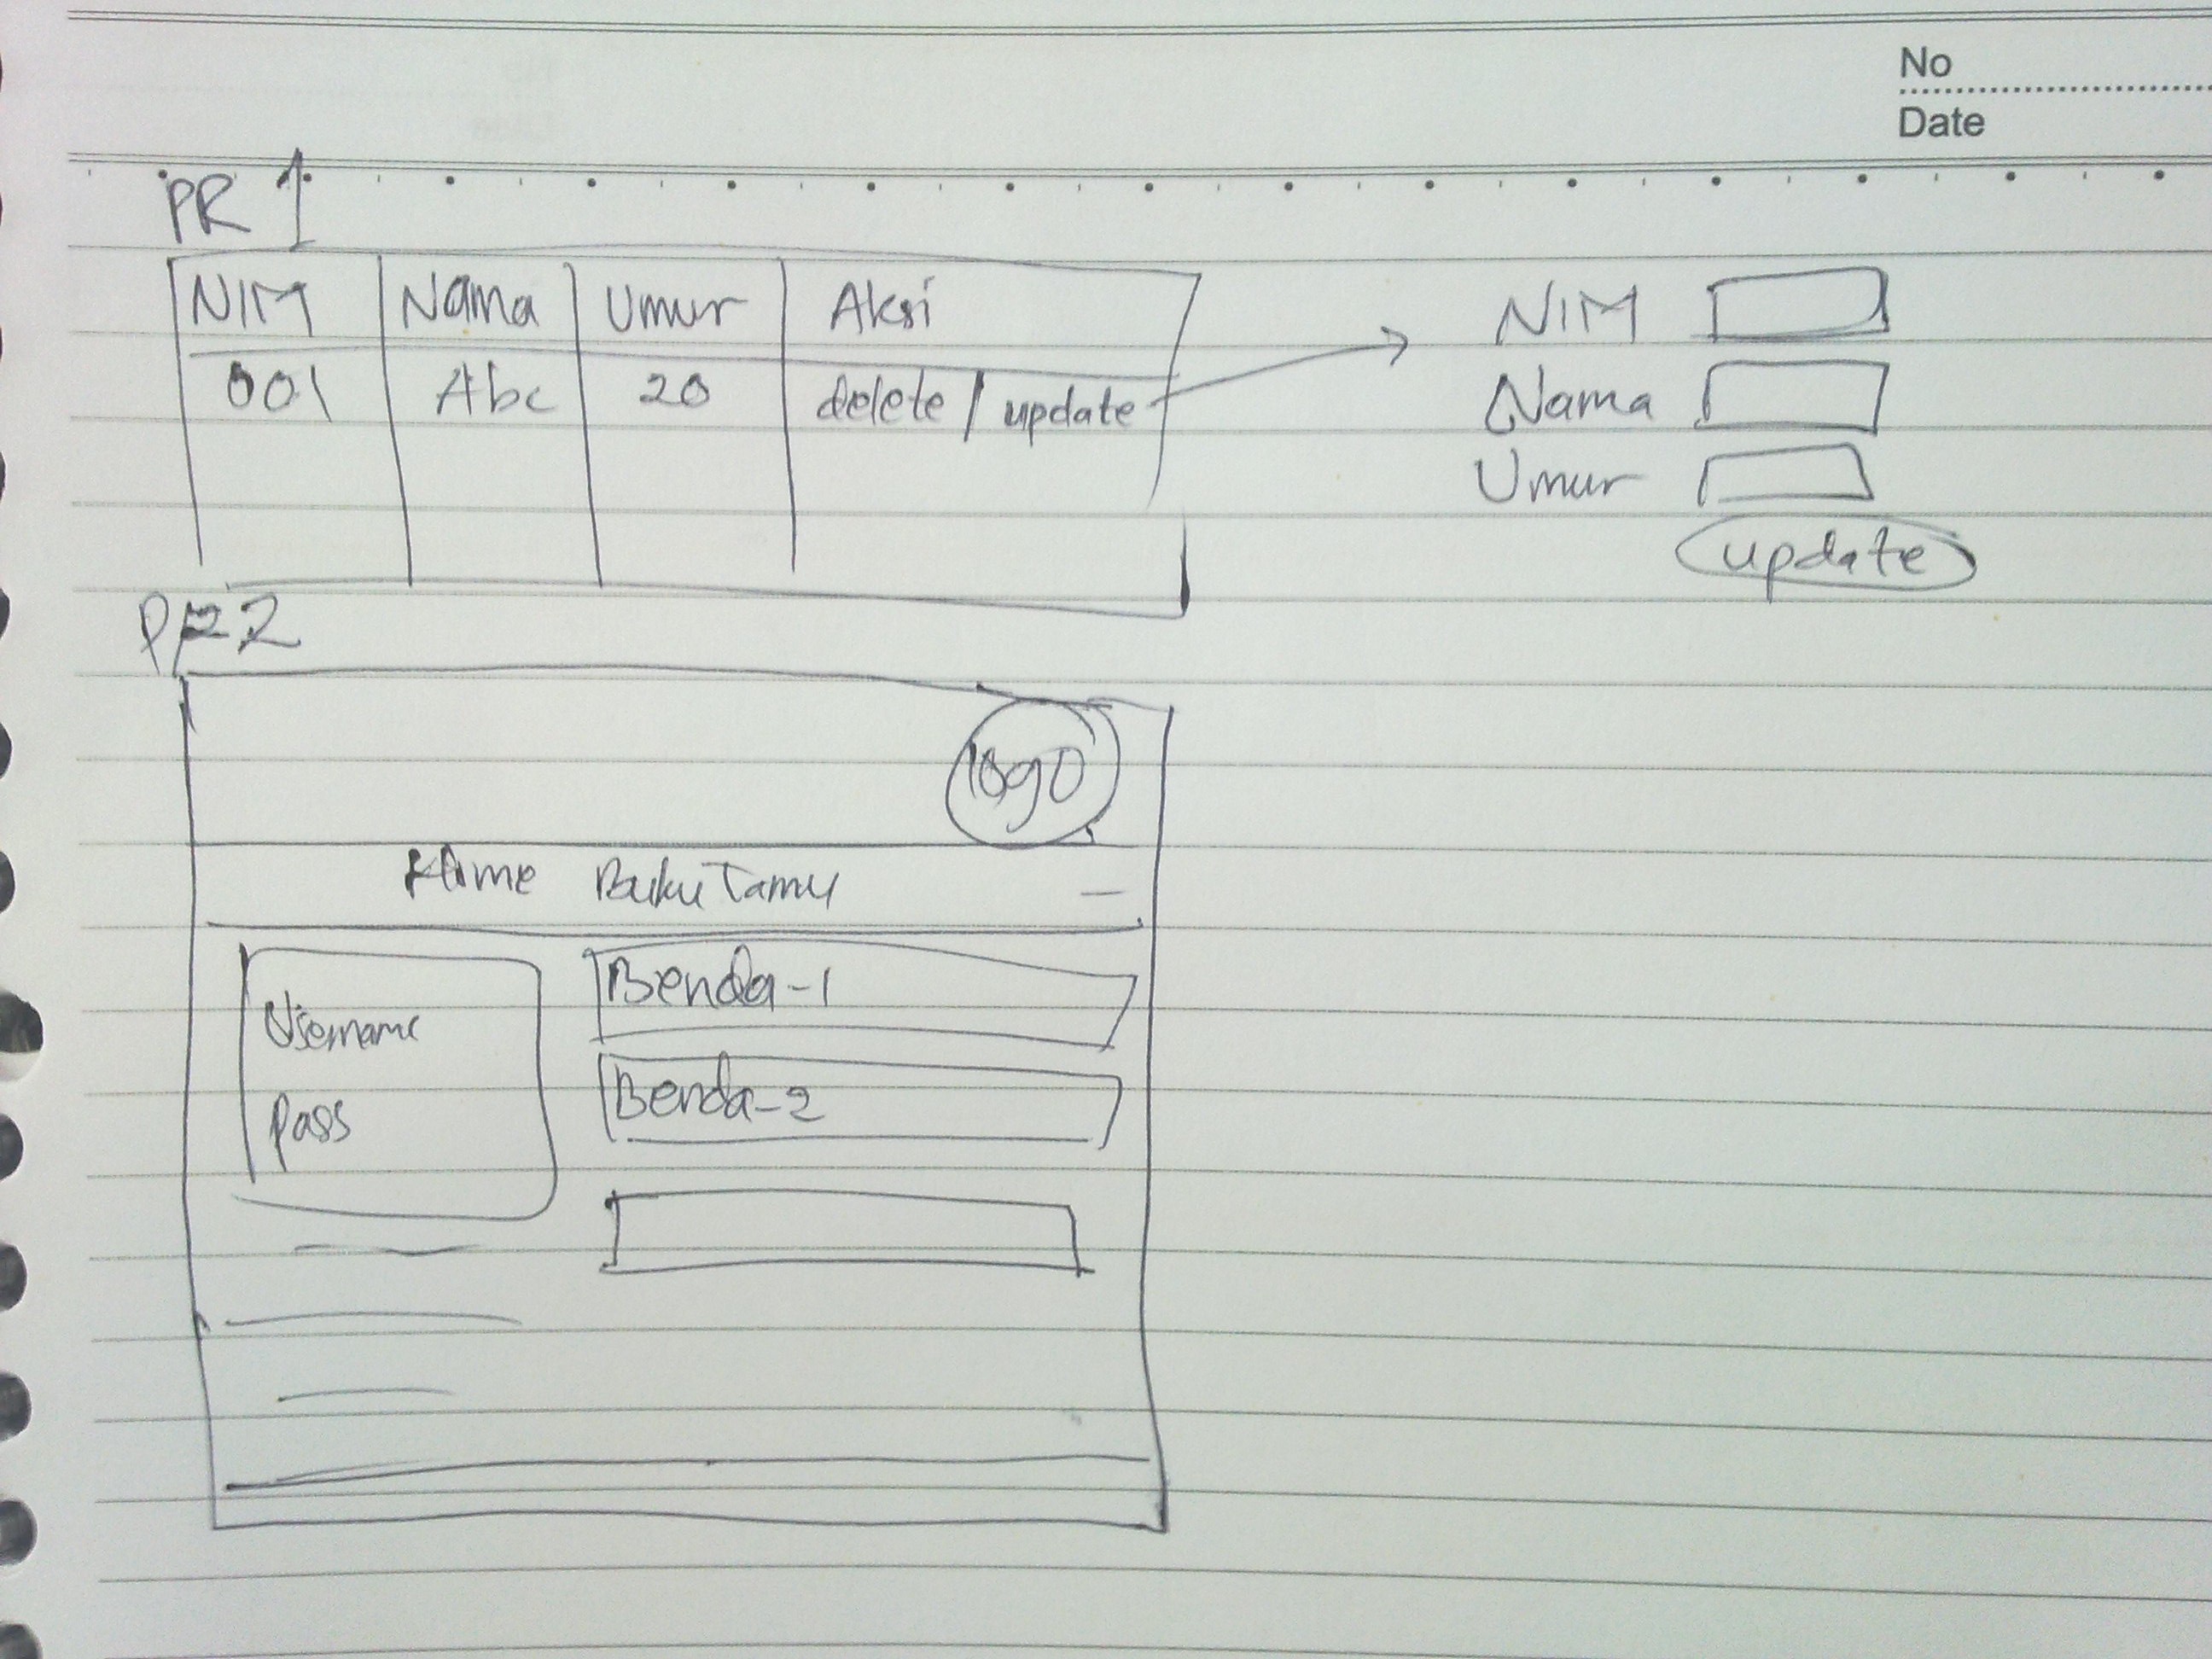 No
Date
PR 1
NIM Nama Umur Aksi
001 Abc 20 delete / update
NIM
Nama
Umur
update
PR 2
logo
Home Buku Tamu
Username
Pass
Benda-1
Benda-2